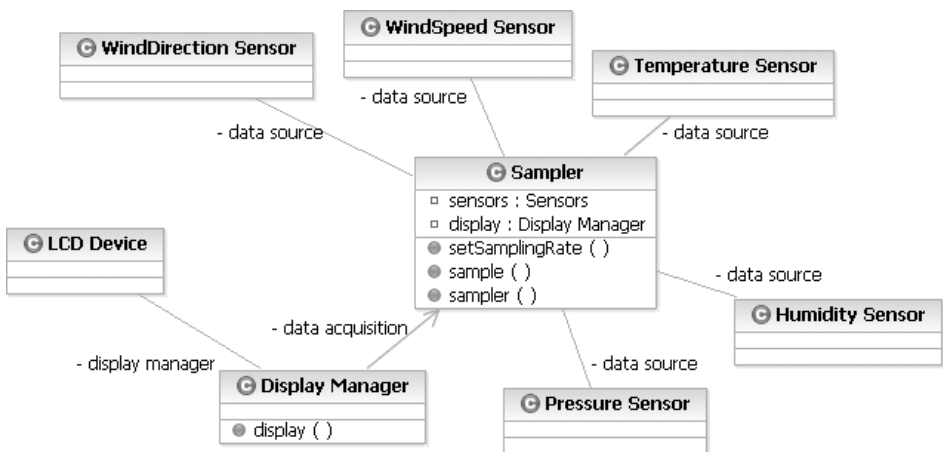 WindSpeed Sensor
WindDirection Sensor
Temperature Sensor
- data source
- data source
- data source
Sampler
sensors : Sensors
display : Display Manager
setSamplingRate ( )
sample ( )
sampler ( )
LCD Device
- data source
Humidity Sensor
- data acquisition
- display manager
- data source
Display Manager
display ( )
Pressure Sensor